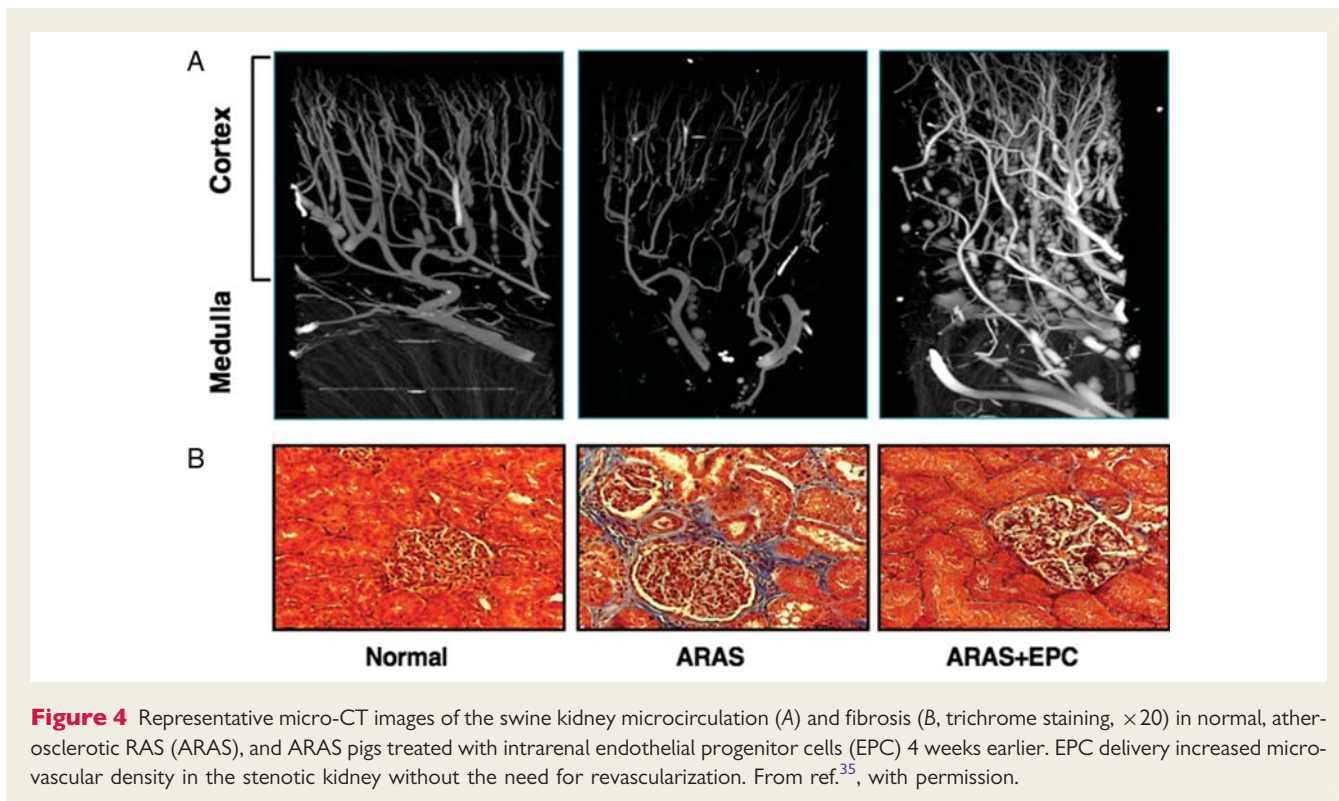 A
Cortex
Medulla
B
Normal
ARAS
ARAS+EPC
Figure 4 Representative micro-CT images of the swine kidney microcirculation (A) and fibrosis (B, trichrome staining, ×20) in normal, ather-
osclerotic RAS (ARAS), and ARAS pigs treated with intrarenal endothelial progenitor cells (EPC) 4 weeks earlier. EPC delivery increased micro-
vascular density in the stenotic kidney without the need for revascularization. From ref.35, with permission.